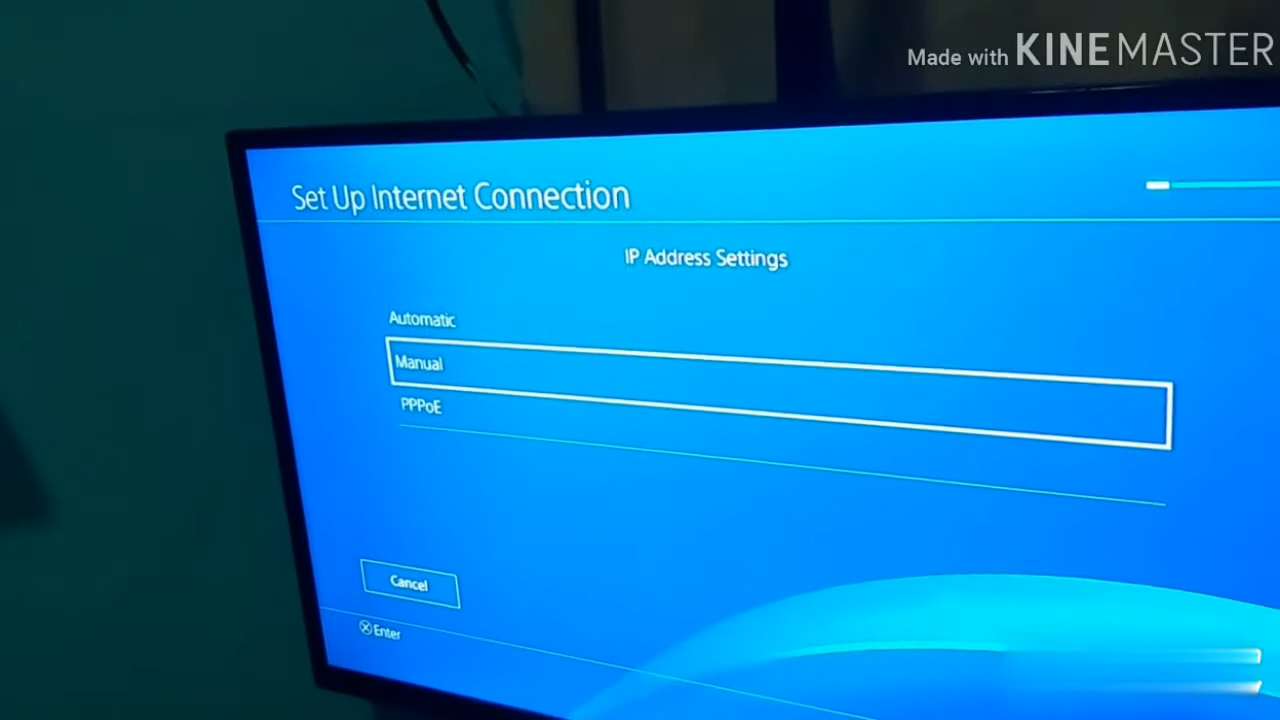 Made with KINEMASTER
Set Up Internet Connection
IP Address Settings
Automatic
Manual
PPPoE
Cancel
Enter